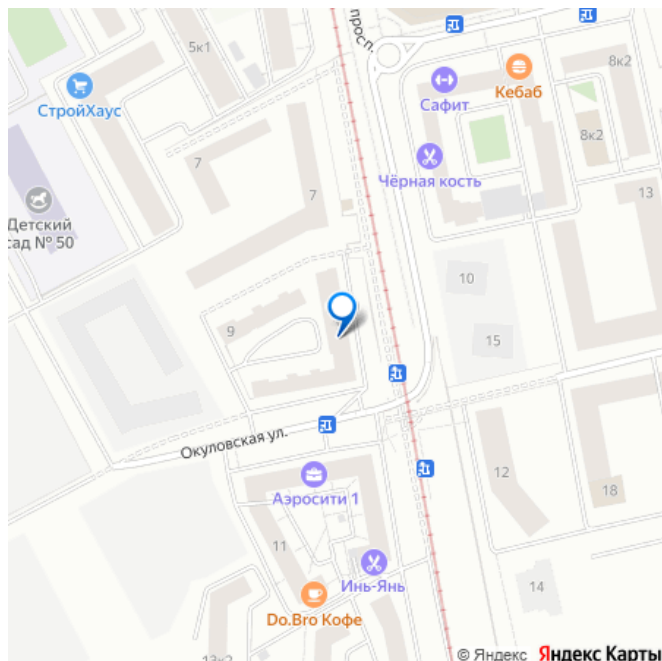 5к1
просп.
8к2
Кебаб
Сафит
СтройХаус
8к2
7
Чёрная кость
7
13
Детский
сад № 50
10
9
15
Окуловская ул.
12
Аэросити 1
18
11
Инь-Янь
14
Do.Bro Кофе
13к2
© Яндекс Яндекс Карты